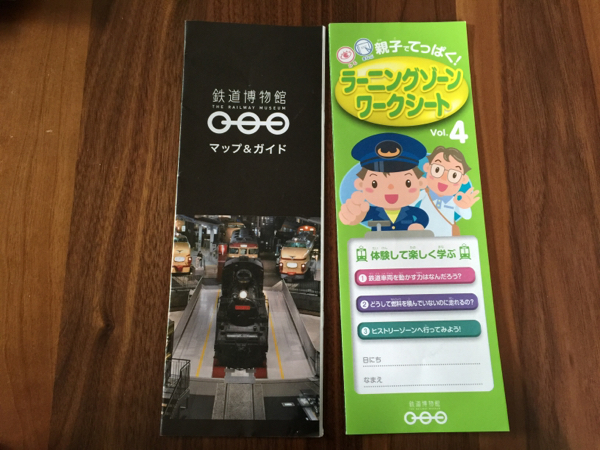 鉄道博物館
THE RAILWAY MUSEUM
マップ&ガイド
親子でてっぱく!
ラーニングゾーン
ワークシート
Vol.4
体験して楽しく学ぶ
1 鉄道車両を動かす力はなんだろう?
2 どうして燃料を積んでいないのに走れるの?
3 ヒストリーゾーンへ行ってみよう!
日にち
なまえ
鉄道博物館